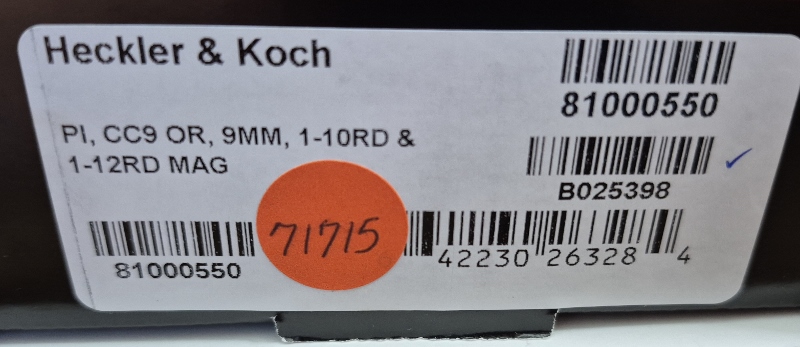 Heckler & Koch
81000550
PI, CC9 OR, 9MM, 1-10RD &
1-12RD MAG
B025398
71715
81000550
42230 26328 4